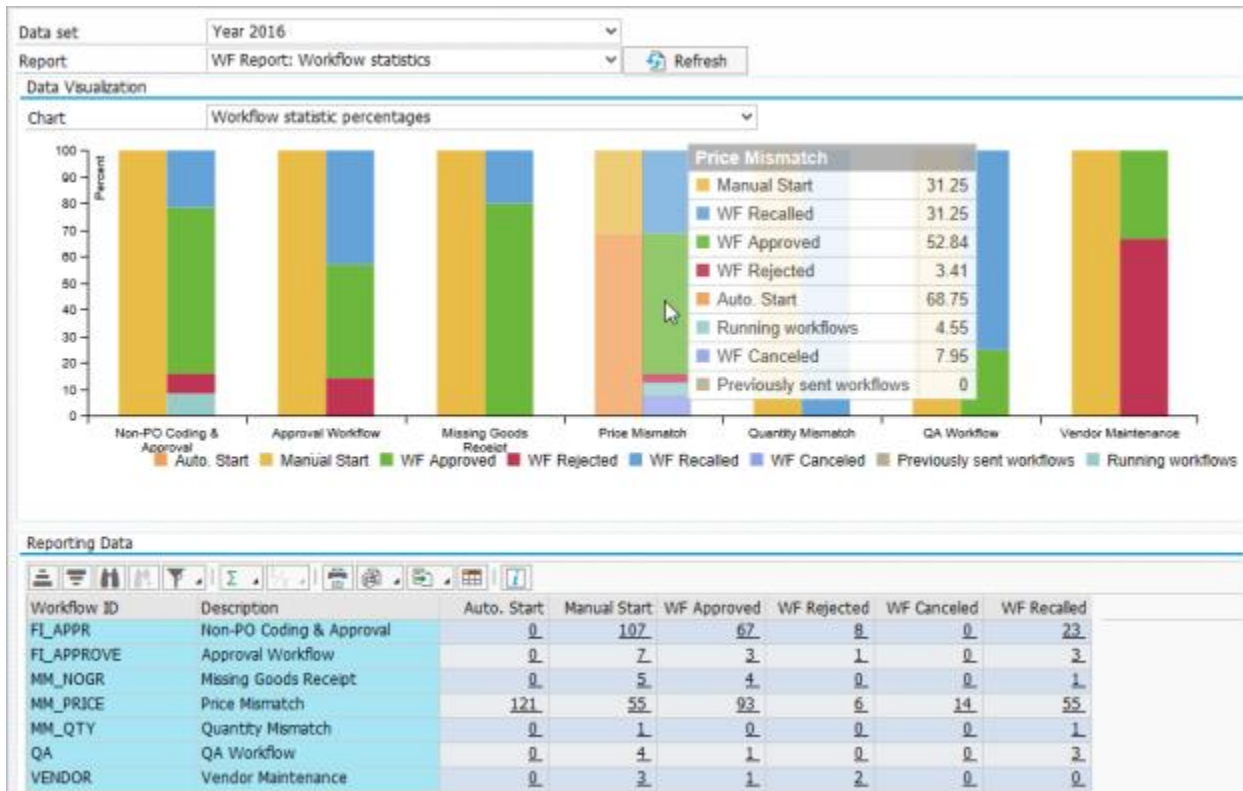 Data set Year 2016
Report WF Report: Workflow statistics Refresh
Data Visualization
Chart Workflow statistic percentages
Percent
100
90
80
70
60
50
40
30
20
10
0
Price Mismatch
Manual Start 31.25
WF Recalled 31.25
WF Approved 52.84
WF Rejected 3.41
Auto. Start 68.75
Running workflows 4.55
WF Canceled 7.95
Previously sent workflows 0
Non-PO Coding & Approval
Approval Workflow
Missing Goods Receipt
Price Mismatch
Quantity Mismatch
QA Workflow
Vendor Maintenance
Auto. Start Manual Start WF Approved WF Rejected WF Recalled WF Canceled Previously sent workflows Running workflows
Reporting Data
Workflow ID Description Auto. Start Manual Start WF Approved WF Rejected WF Canceled WF Recalled
FI_APPR Non-PO Coding & Approval 0 107 67 8 0 23
FI_APPROVE Approval Workflow 0 7 3 1 0 3
MM_NOGR Missing Goods Receipt 0 5 4 0 0 1
MM_PRICE Price Mismatch 121 55 93 6 14 55
MM_QTY Quantity Mismatch 0 1 0 0 0 1
QA QA Workflow 0 4 1 0 0 3
VENDOR Vendor Maintenance 0 3 1 2 0 0